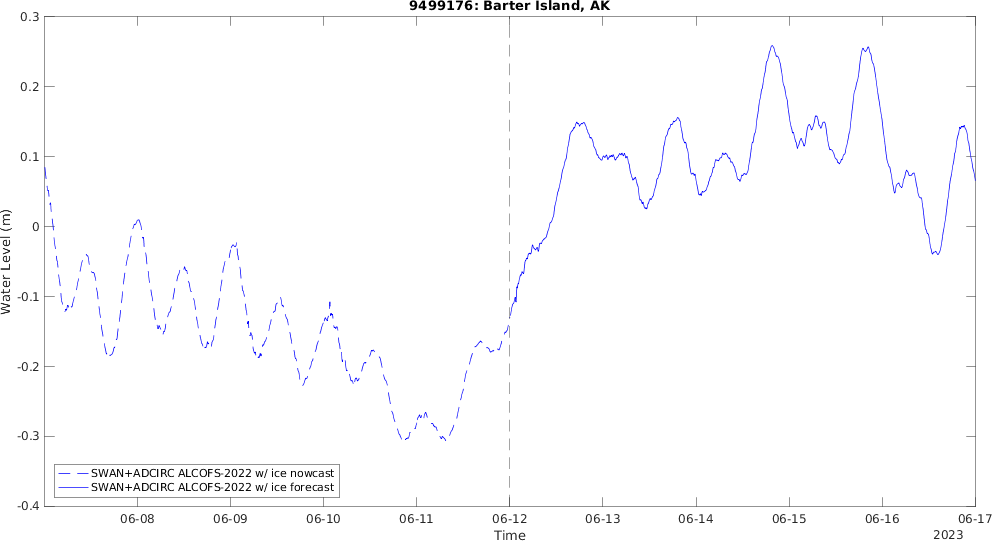 9499176: Barter Island, AK
0.3
0.2
0.1
0
-0.1
-0.2
-0.3
-0.4
Water Level (m)
SWAN+ADCIRC ALCOFS-2022 w/ ice nowcast
SWAN+ADCIRC ALCOFS-2022 w/ ice forecast
06-08 06-09 06-10 06-11 06-12 06-13 06-14 06-15 06-16 06-17
Time
2023